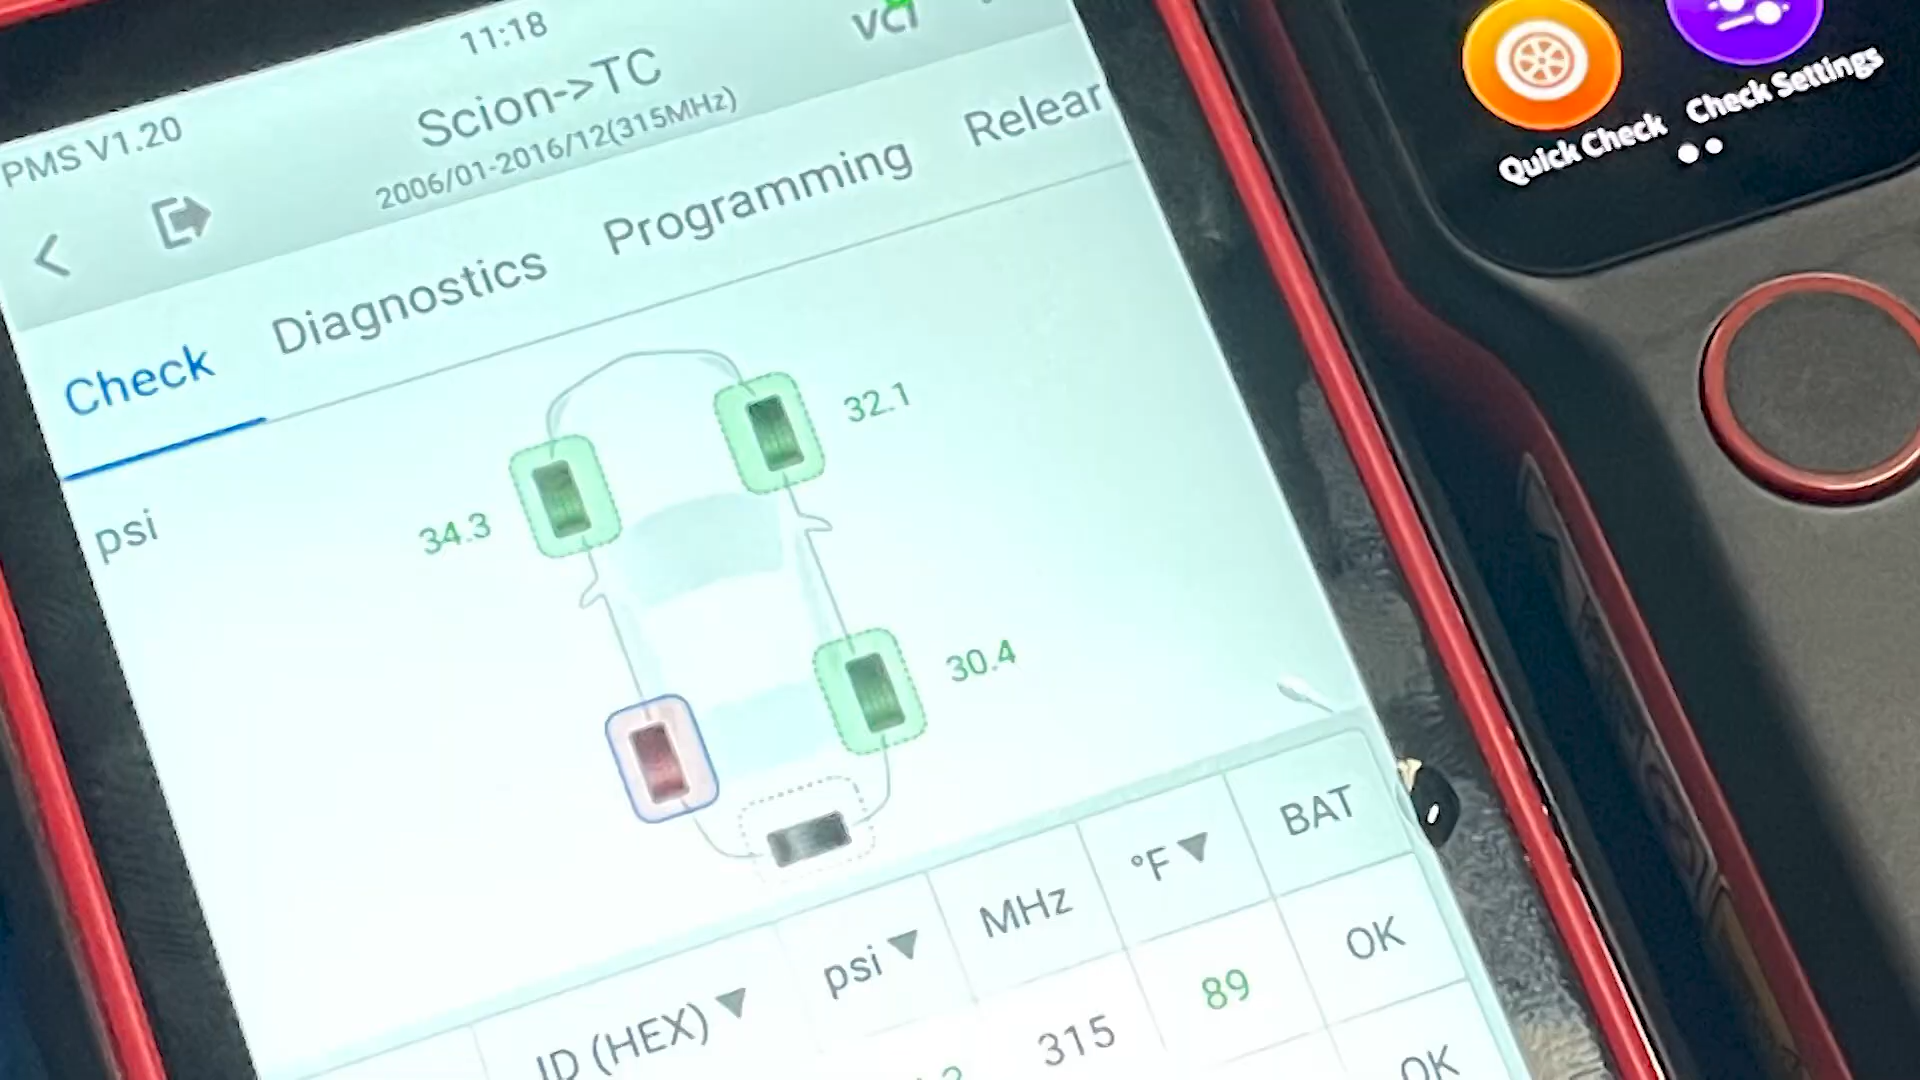 11:18
VCI
PMS V1.20
Scion->TC
2006/01-2016/12(315MHz)
Check
Diagnostics
Programming
Relear
psi
34.3
32.1
30.4
ID (HEX)
psi
MHz
°F
BAT
315
89
OK
OK
Quick Check
Check Settings